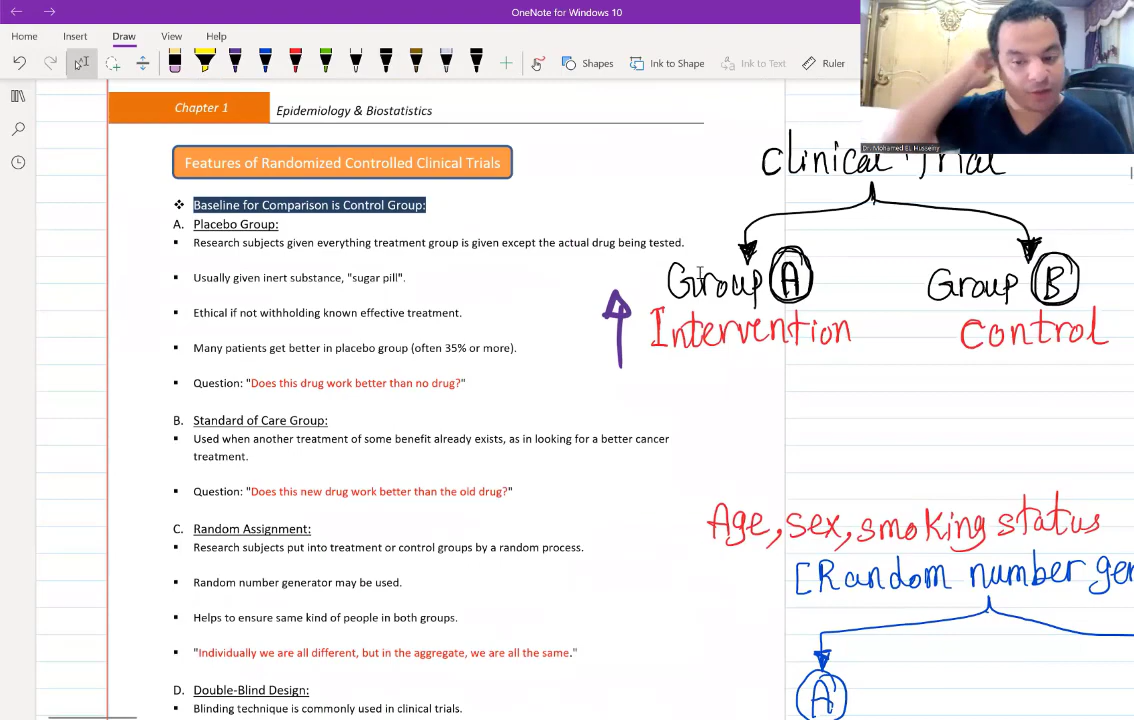 OneNote for Windows 10
Home Insert Draw View Help
Shapes Ink to Shape Ink to Text Ruler
Dr. Mohamed EL Husseiny
Chapter 1 Epidemiology & Biostatistics
Features of Randomized Controlled Clinical Trials
❖ Baseline for Comparison is Control Group:
A. Placebo Group:
▪ Research subjects given everything treatment group is given except the actual drug being tested.
▪ Usually given inert substance, "sugar pill".
▪ Ethical if not withholding known effective treatment.
▪ Many patients get better in placebo group (often 35% or more).
▪ Question: "Does this drug work better than no drug?"
B. Standard of Care Group:
▪ Used when another treatment of some benefit already exists, as in looking for a better cancer
treatment.
▪ Question: "Does this new drug work better than the old drug?"
C. Random Assignment:
▪ Research subjects put into treatment or control groups by a random process.
▪ Random number generator may be used.
▪ Helps to ensure same kind of people in both groups.
▪ "Individually we are all different, but in the aggregate, we are all the same."
D. Double-Blind Design:
▪ Blinding technique is commonly used in clinical trials.
clinical Trial
Group A Group B
Intervention Control
Age, sex, smoking status
[Random number ger
A